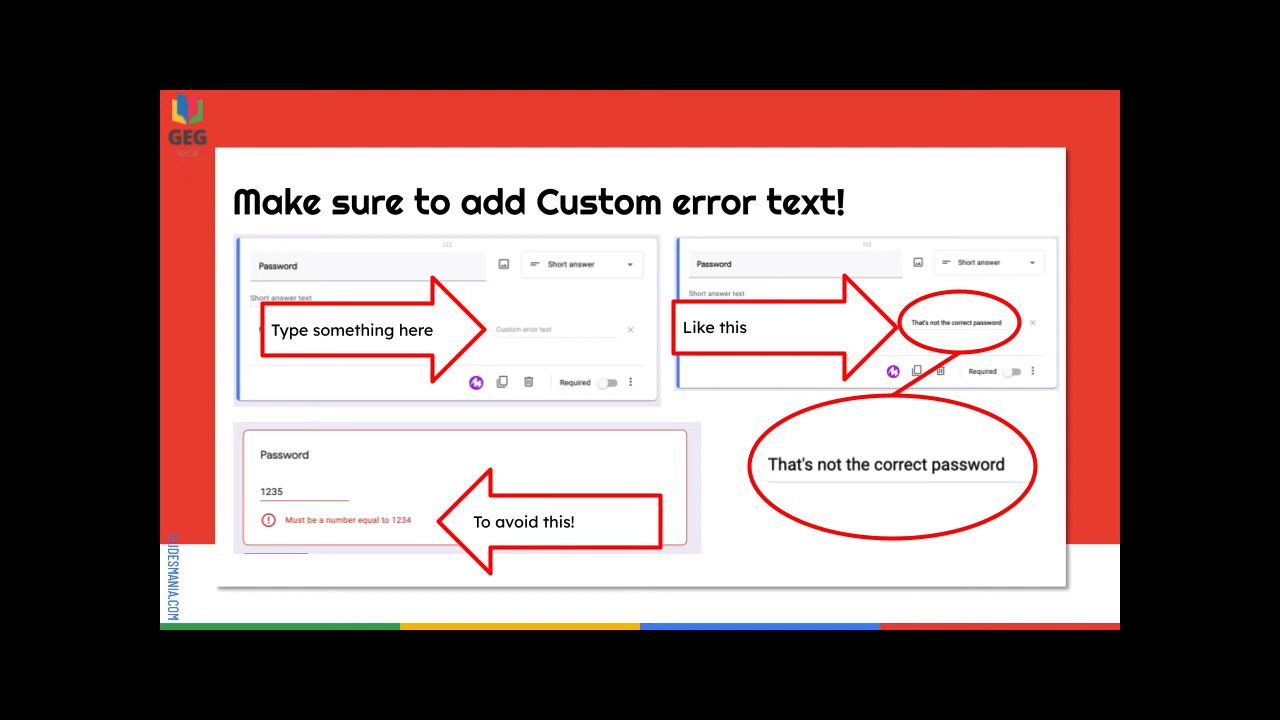 GEG
Make sure to add Custom error text!
Password
Short answer
Short answer text
Type something here
Custom error text
Required
Password
Short answer
Short answer text
Like this
That's not the correct password
Required
That's not the correct password
Password
1235
Must be a number equal to 1234
To avoid this!
SLIDESMANIA.COM